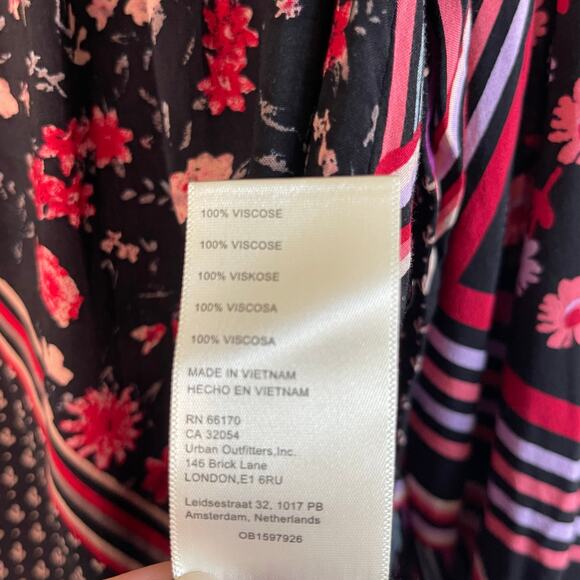 100% VISCOSE
100% VISCOSE
100% VISKOSE
100% VISCOSA
100% VISCOSA
MADE IN VIETNAM
HECHO EN VIETNAM
RN 66170
CA 32054
Urban Outfitters,Inc.
146 Brick Lane
LONDON,E1 6RU
Leidsestraat 32, 1017 PB
Amsterdam, Netherlands
OB1597926